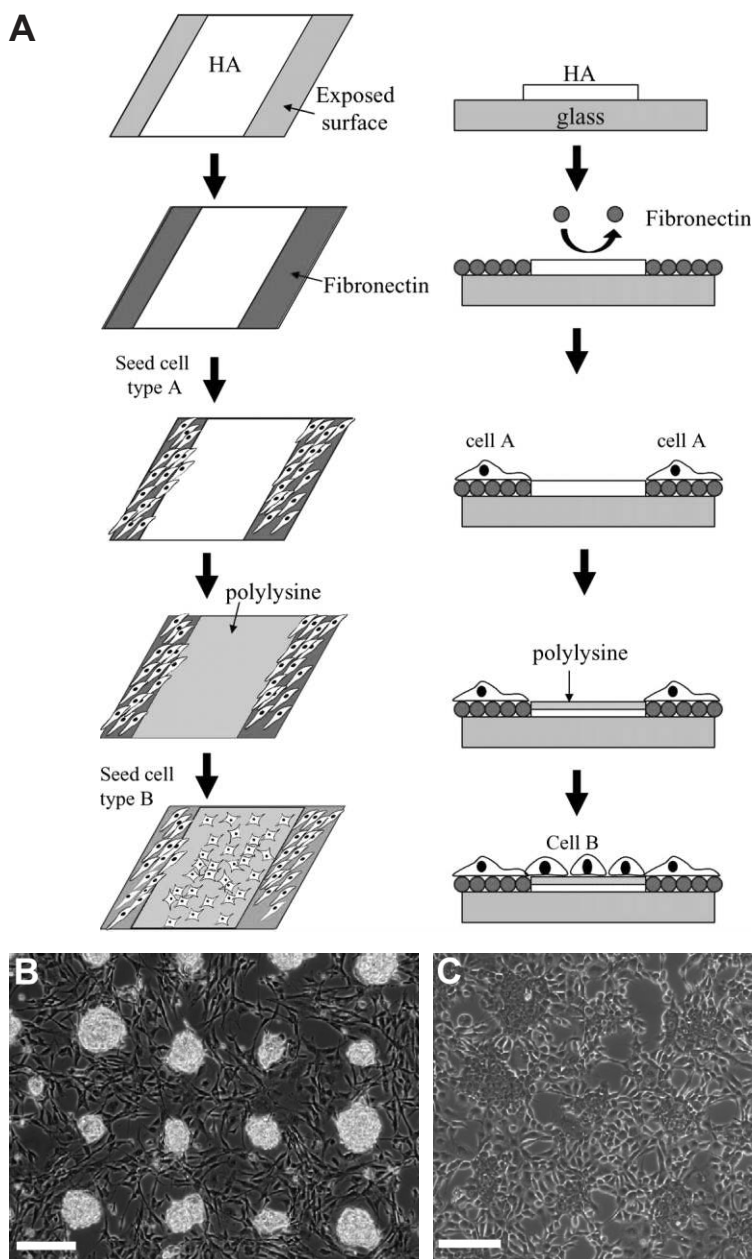 A
HA
Exposed
surface
HA
glass
Fibronectin
Fibronectin
Seed cell
type A
cell A
cell A
polylysine
polylysine
Seed cell
type B
Cell B
B
C